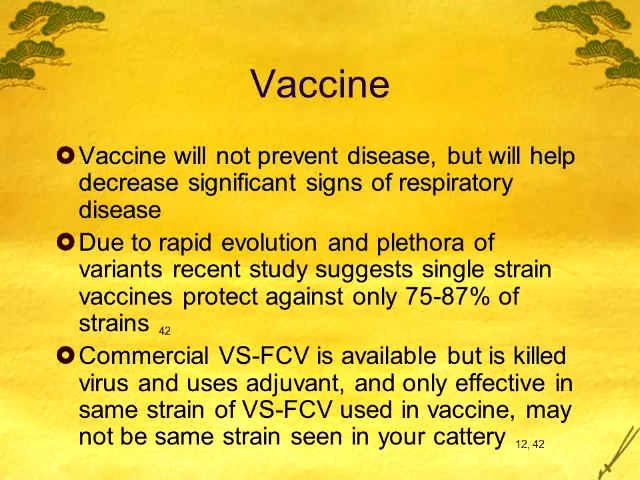 Vaccine
Vaccine will not prevent disease, but will help
decrease significant signs of respiratory
disease
Due to rapid evolution and plethora of
variants recent study suggests single strain
vaccines protect against only 75-87% of
strains 42
Commercial VS-FCV is available but is killed
virus and uses adjuvant, and only effective in
same strain of VS-FCV used in vaccine, may
not be same strain seen in your cattery 12, 42